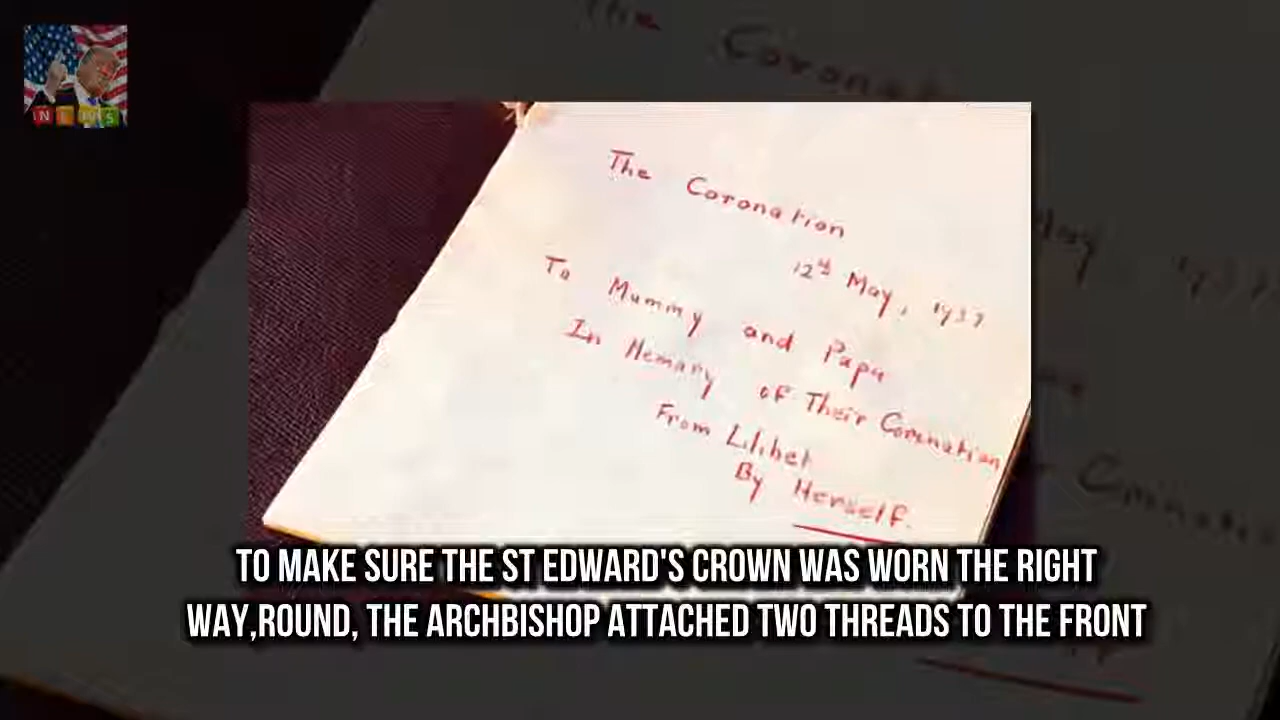 NEWS
The Coronation
12th May, 1937
To Mummy and Papa
In Memory of Their Coronation
From Lilibet
By Herself.
TO MAKE SURE THE ST EDWARD'S CROWN WAS WORN THE RIGHT
WAY,ROUND, THE ARCHBISHOP ATTACHED TWO THREADS TO THE FRONT